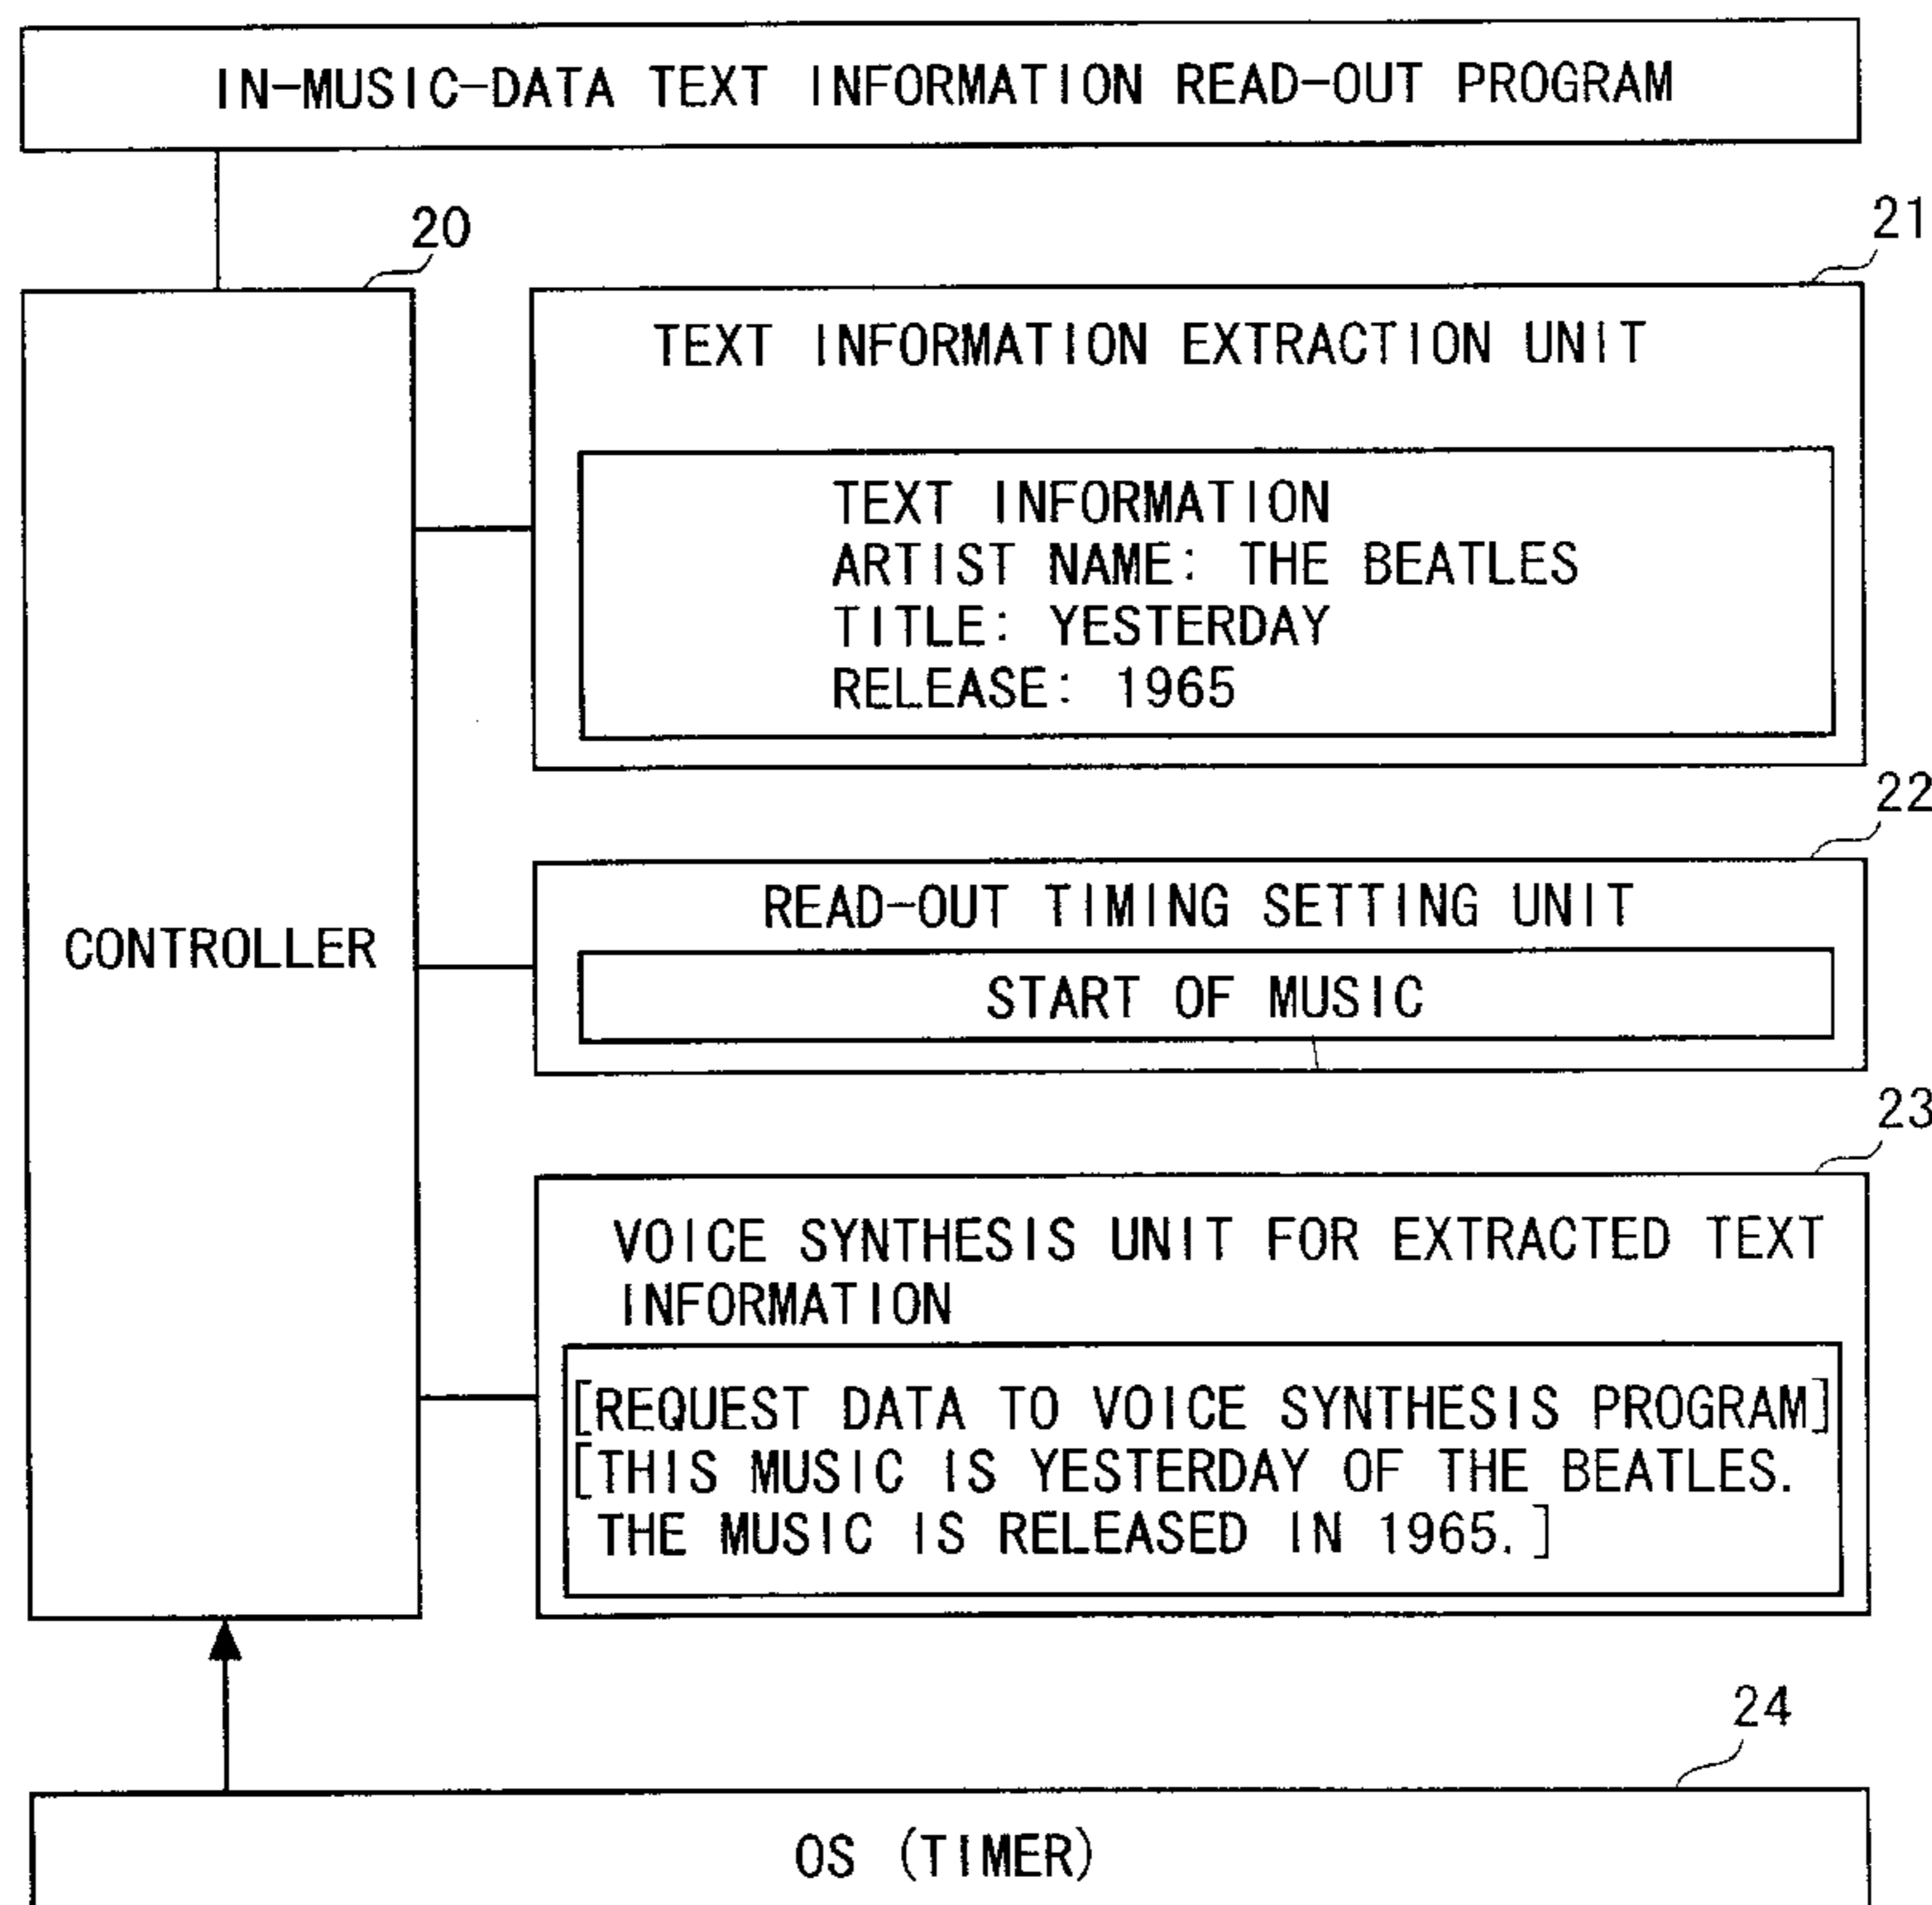 IN-MUSIC-DATA TEXT INFORMATION READ-OUT PROGRAM
20
21
TEXT INFORMATION EXTRACTION UNIT
TEXT INFORMATION
ARTIST NAME: THE BEATLES
TITLE: YESTERDAY
RELEASE: 1965
22
READ-OUT TIMING SETTING UNIT
CONTROLLER
START OF MUSIC
23
VOICE SYNTHESIS UNIT FOR EXTRACTED TEXT
INFORMATION
[REQUEST DATA TO VOICE SYNTHESIS PROGRAM]
[THIS MUSIC IS YESTERDAY OF THE BEATLES.
THE MUSIC IS RELEASED IN 1965.]
24
OS (TIMER)